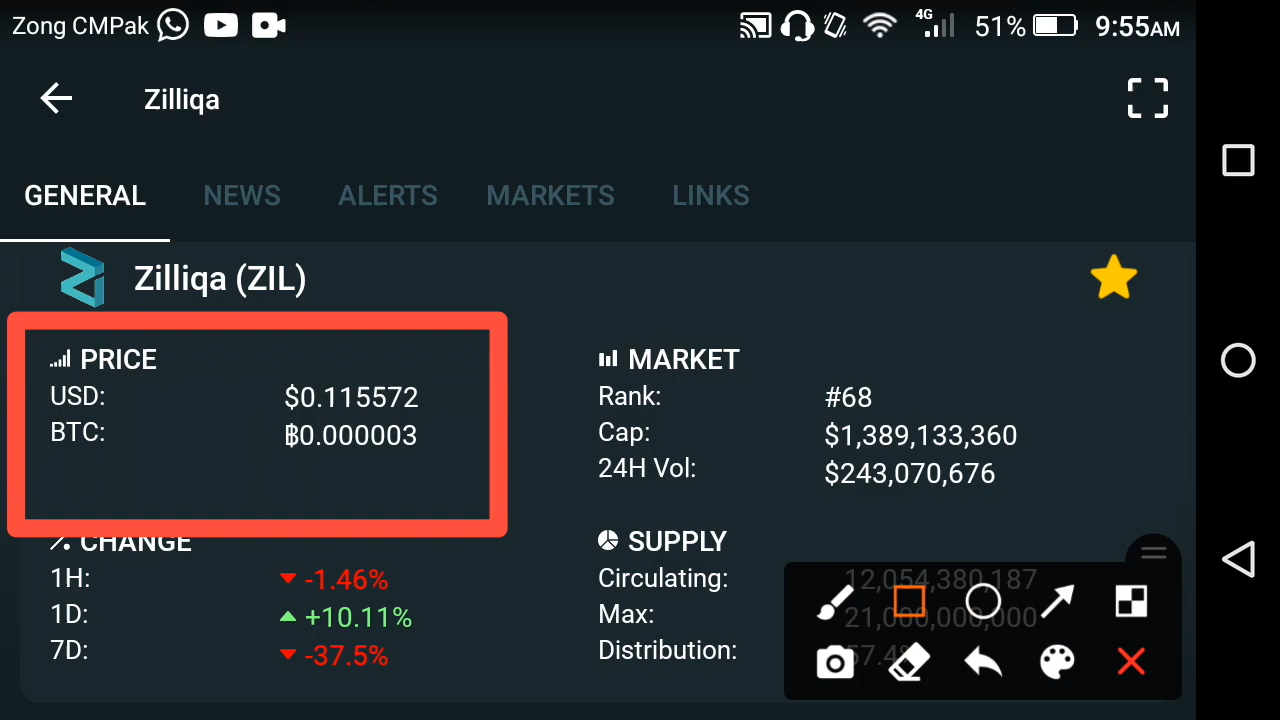 Zong CMPak 4G 51% 9:55AM
Zilliqa
GENERAL NEWS ALERTS MARKETS LINKS
Zilliqa (ZIL)
PRICE
USD: $0.115572
BTC: ฿0.000003
MARKET
Rank: #68
Cap: $1,389,133,360
24H Vol: $243,070,676
CHANGE
1H: -1.46%
1D: +10.11%
7D: -37.5%
SUPPLY
Circulating: 12,054,380,187
Max: 21,000,000,000
Distribution: